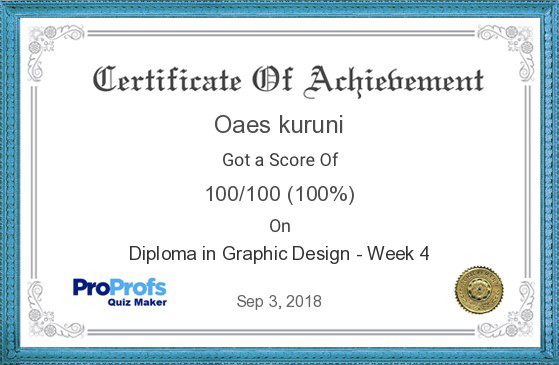 Certificate Of Achievement
Oaes kuruni
Got a Score Of
100/100 (100%)
On
Diploma in Graphic Design - Week 4
ProProfs
Quiz Maker
Sep 3, 2018